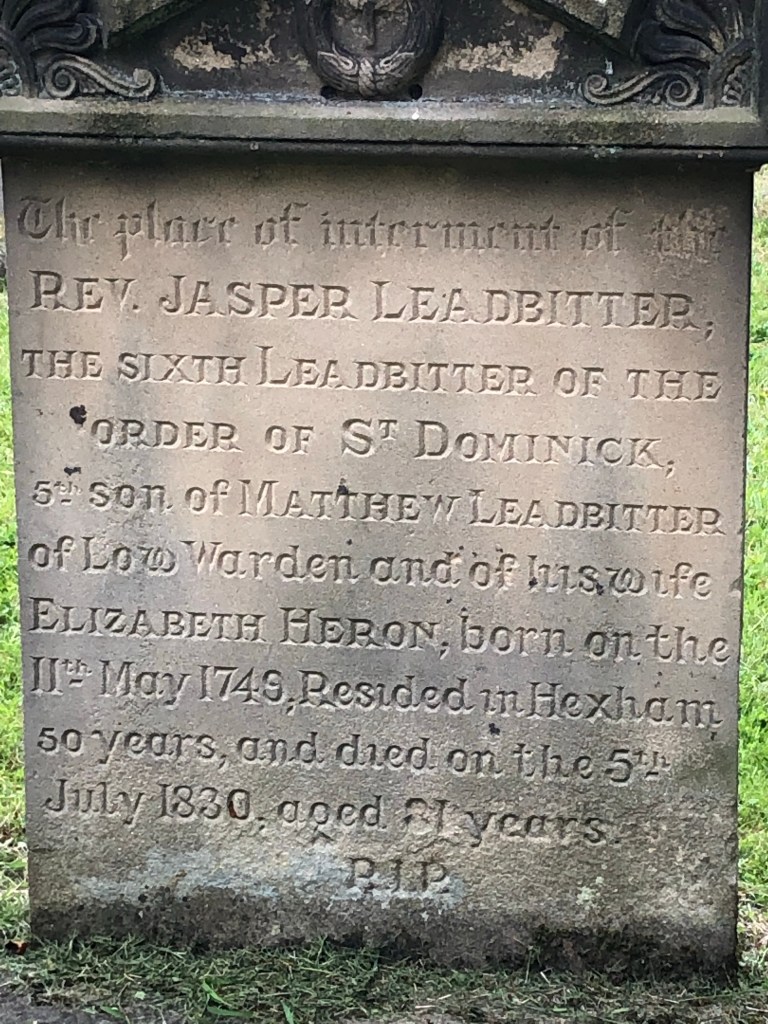 The place of interment of the
REV. JASPER LEADBITTER,
THE SIXTH LEADBITTER OF THE
ORDER OF ST DOMINICK,
5th son of MATTHEW LEADBITTER
of Low Warden and of his wife
ELIZABETH HERON, born on the
11th May 1749, Resided in Hexham
50 years, and died on the 5th
July 1830, aged 81 years.
R.I.P.